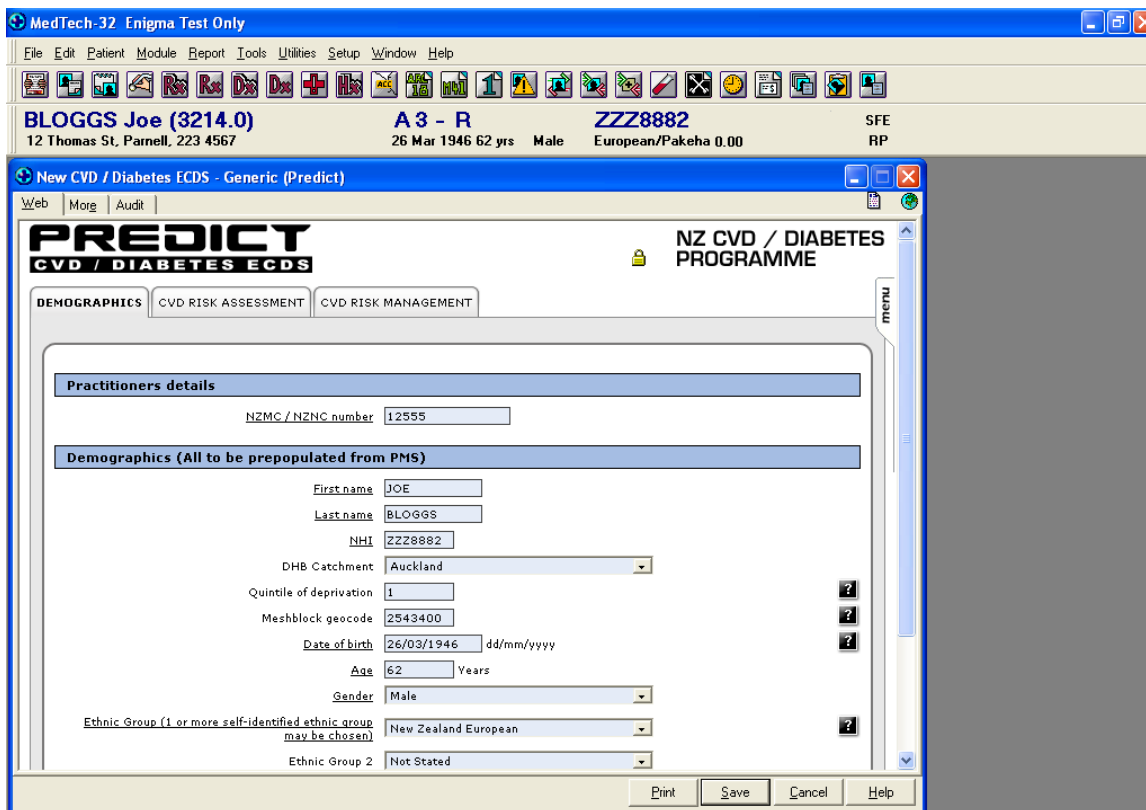 MedTech-32 Enigma Test Only
File Edit Patient Module Report Tools Utilities Setup Window Help
BLOGGS Joe (3214.0) A 3 - R ZZZ8882 SFE
12 Thomas St, Parnell, 223 4567 26 Mar 1946 62 yrs Male European/Pakeha 0.00 RP
New CVD / Diabetes ECDS - Generic (Predict)
Web More Audit
PREDICT NZ CVD / DIABETES
CVD / DIABETES ECDS PROGRAMME
menu
DEMOGRAPHICS CVD RISK ASSESSMENT CVD RISK MANAGEMENT
Practitioners details
NZMC / NZNC number 12555
Demographics (All to be prepopulated from PMS)
First name JOE
Last name BLOGGS
NHI ZZZ8882
DHB Catchment Auckland
Quintile of deprivation 1 ?
Meshblock geocode 2543400 ?
Date of birth 26/03/1946 dd/mm/yyyy ?
Age 62 Years
Gender Male
Ethnic Group (1 or more self-identified ethnic group
may be chosen) New Zealand European ?
Ethnic Group 2 Not Stated
Print Save Cancel Help